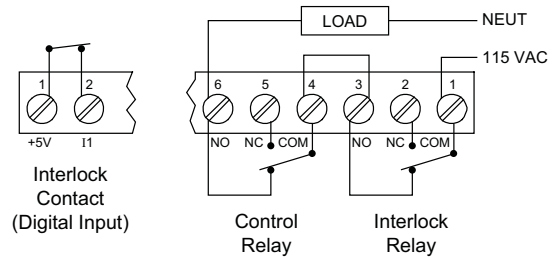 LOAD NEUT
115 VAC
1 2
6 5 4 3 2 1
+5V I1
NO NC COM NO NC COM
Interlock
Contact
(Digital Input)
Control
Relay
Interlock
Relay